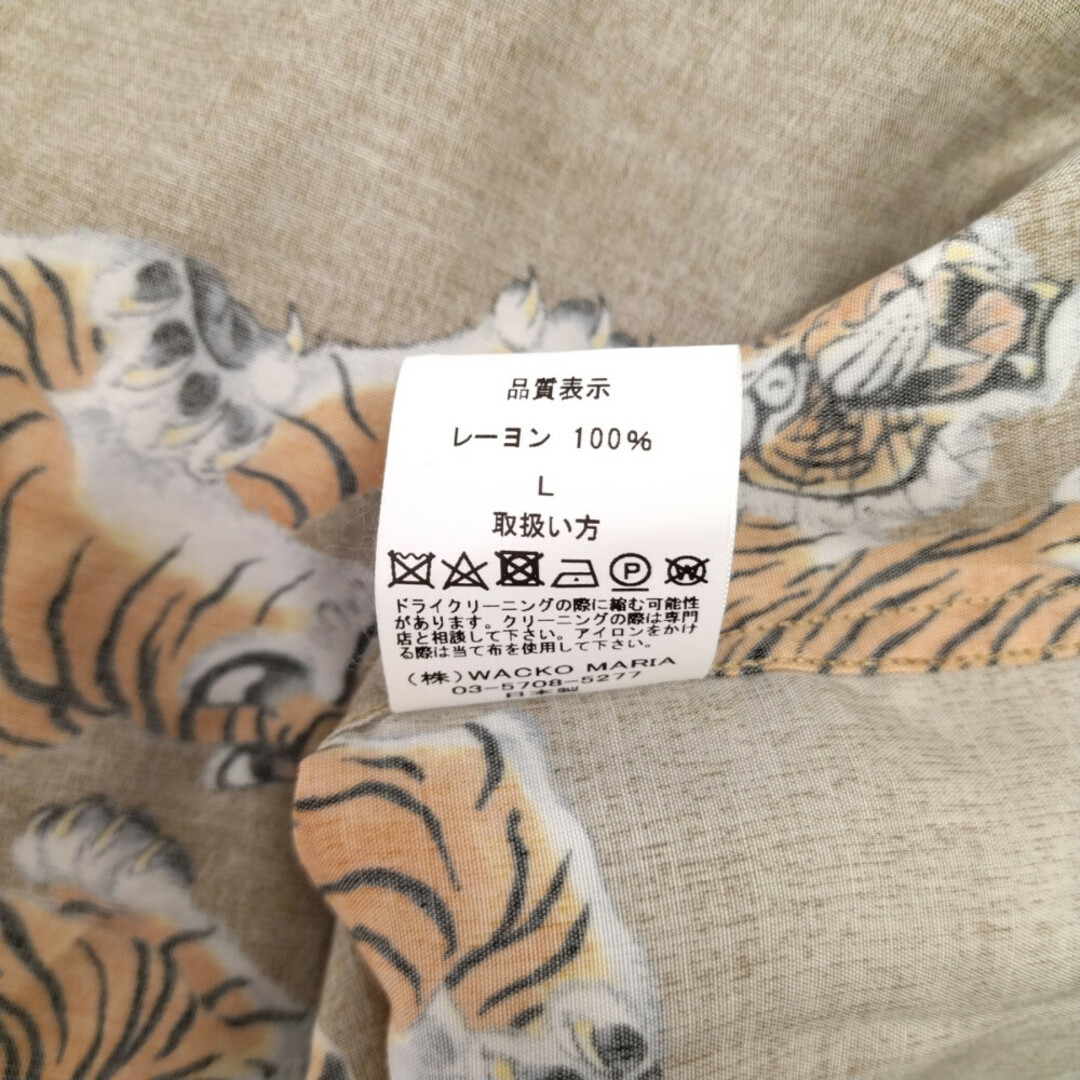 品質表示
レーヨン 100%
L
取扱い方
P W
ドライクリーニングの際に縮む可能性
があります。クリーニングの際は専門
店と相談して下さい。アイロンをかけ
る際は当て布を使用して下さい。
(株)WACKO MARIA
03-5708-5277
日本製